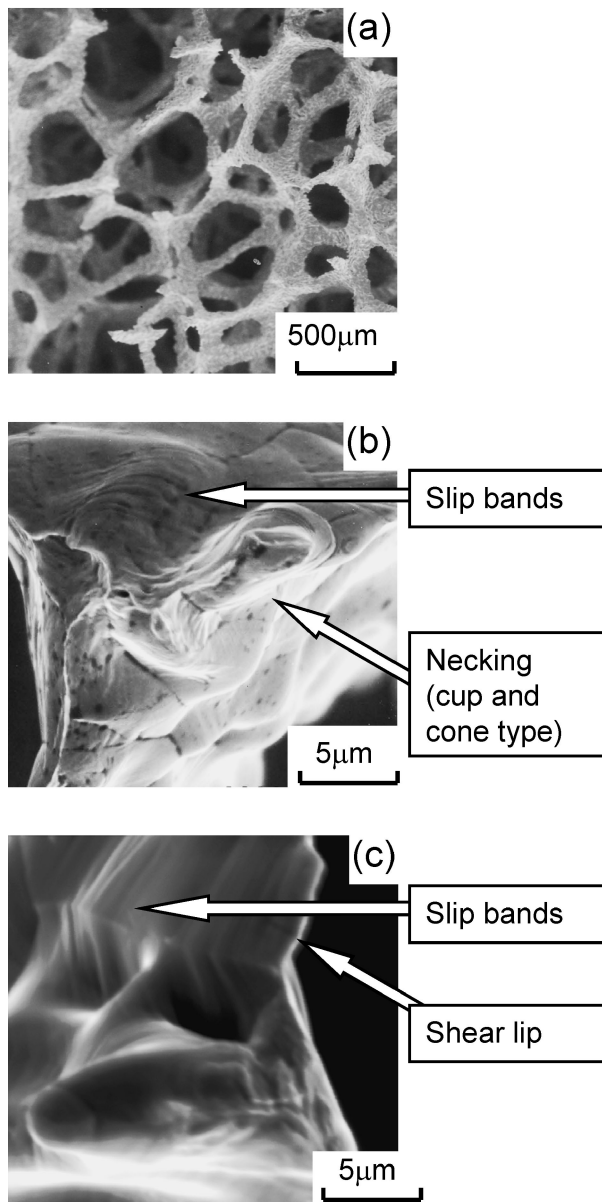 (a)
500µm
(b)
Slip bands
Necking
(cup and
cone type)
5µm
(c)
Slip bands
Shear lip
5µm